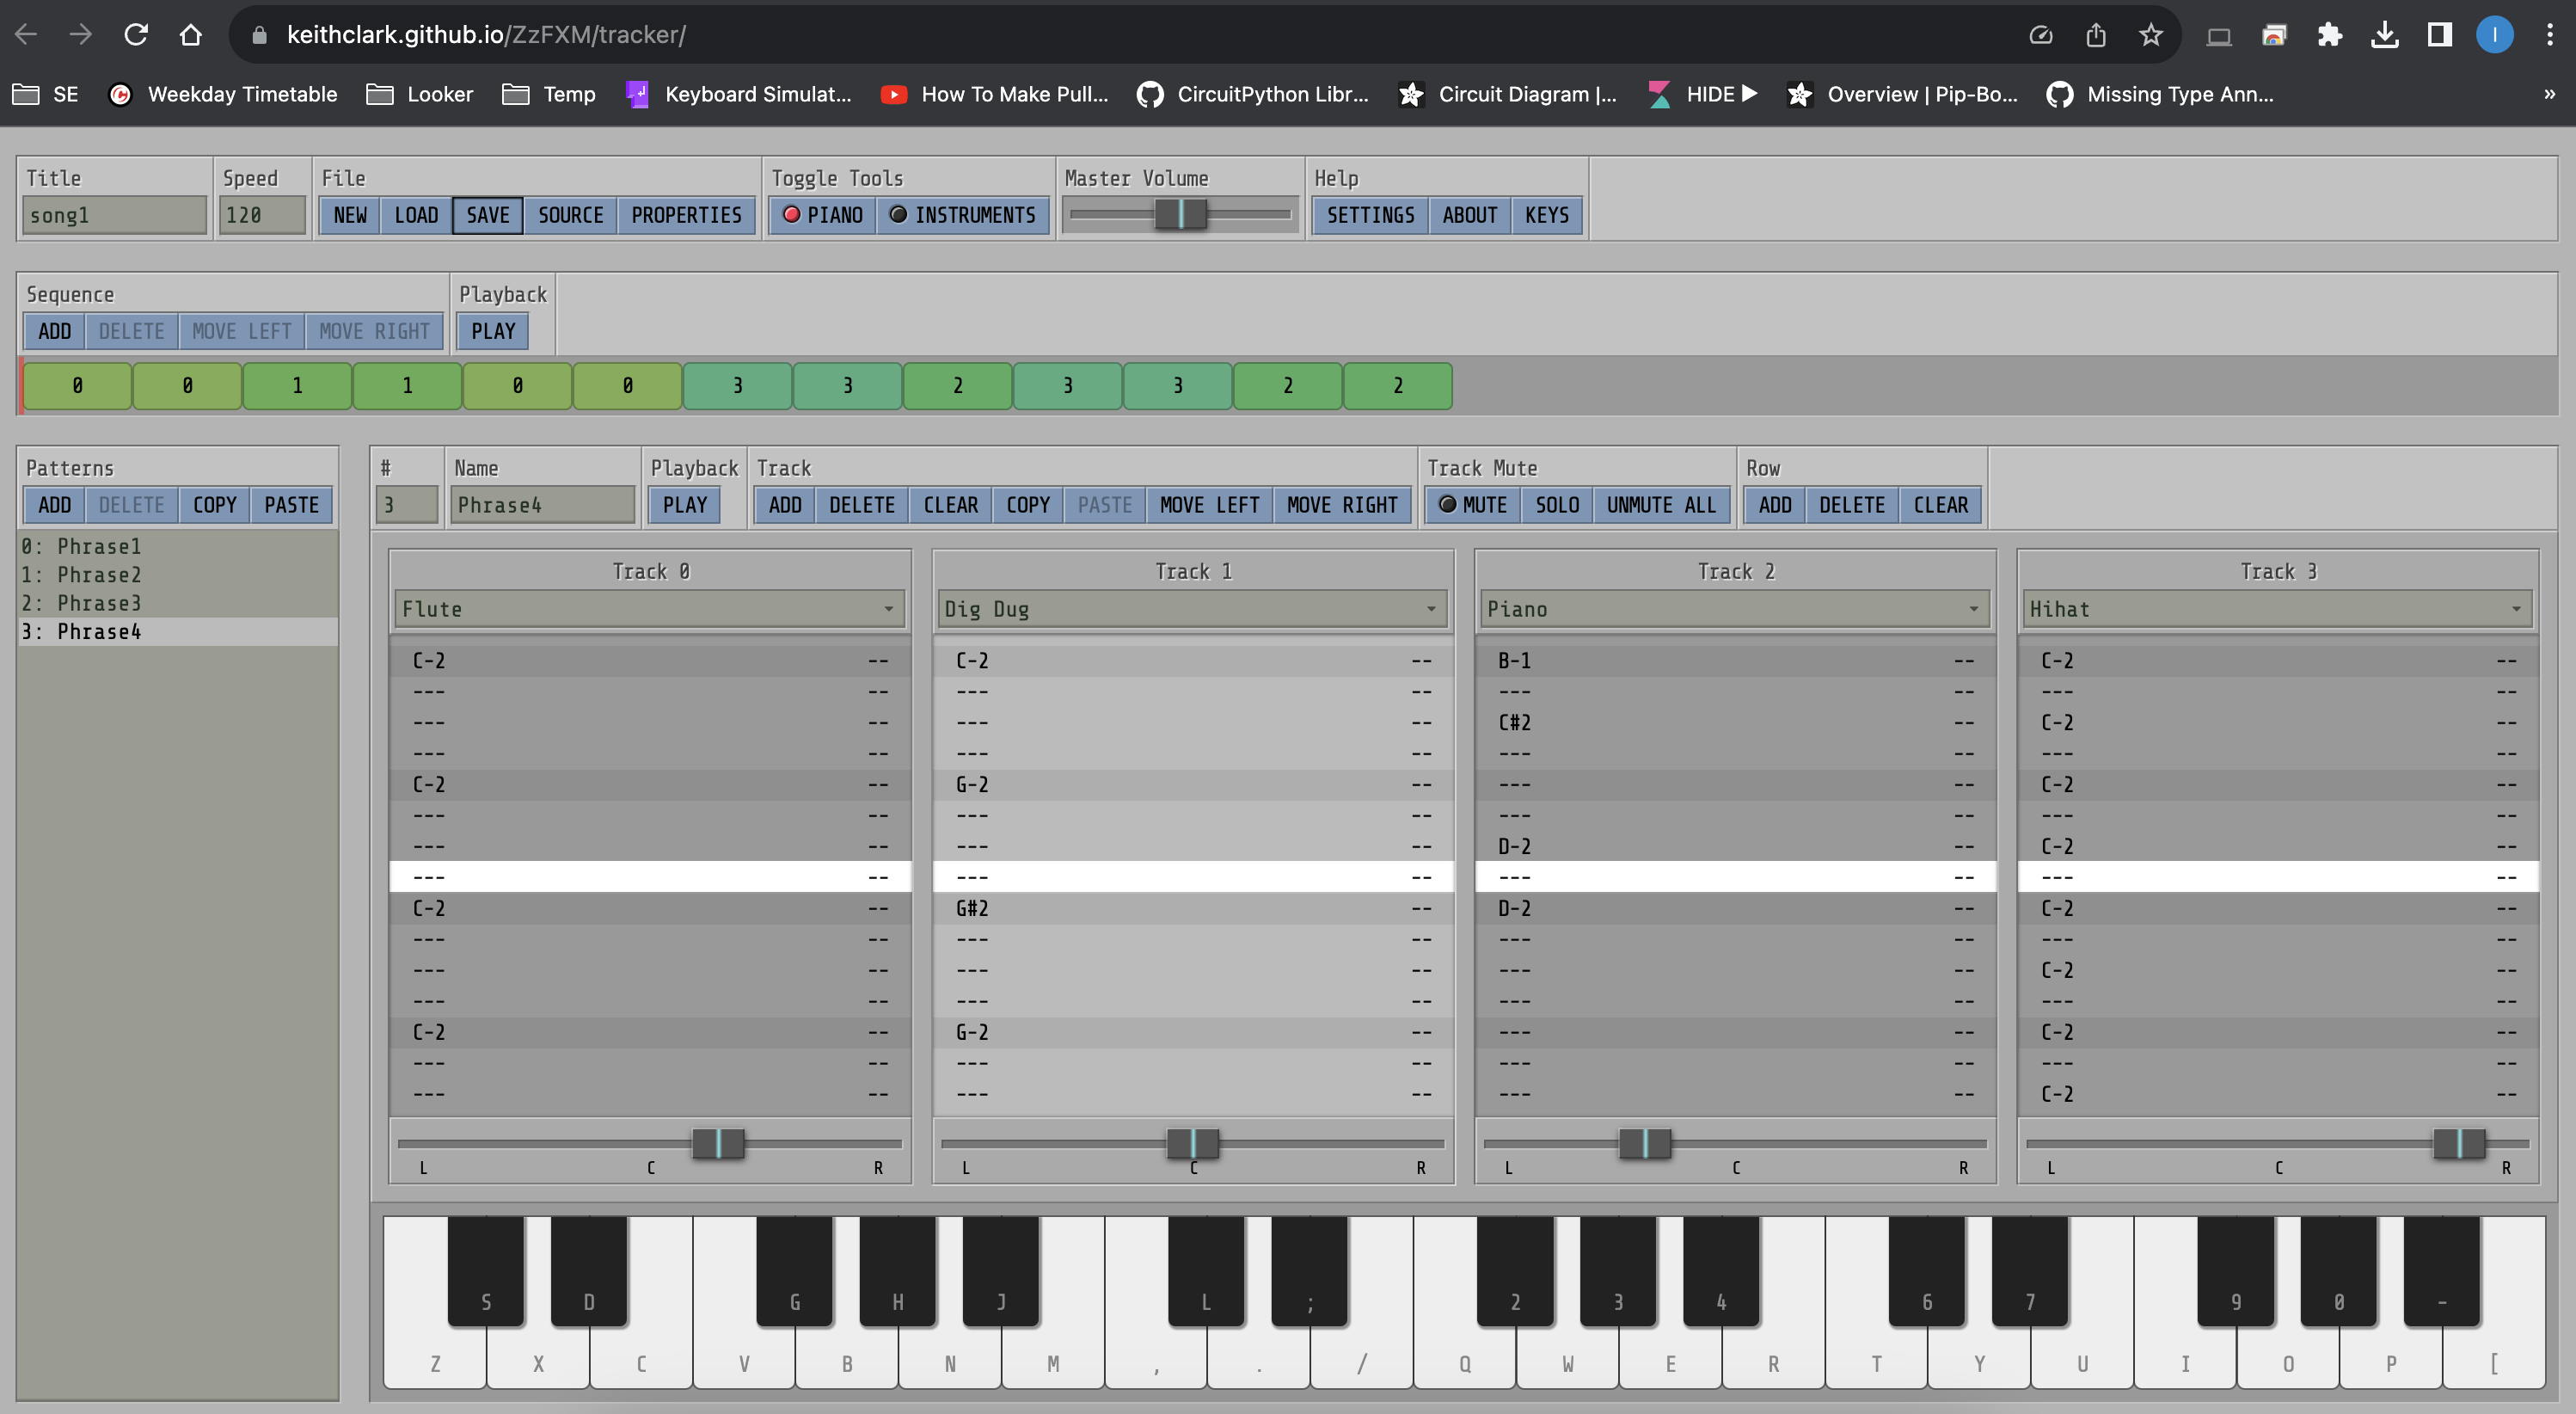 keithclark.github.io/ZzFXM/tracker/
I
SE Weekday Timetable Looker Temp Keyboard Simulat... How To Make Pull... CircuitPython Libr... Circuit Diagram |... HIDE ▶ Overview | Pip-Bo... Missing Type Ann... »
Title Speed File Toggle Tools Master Volume Help
song1 120 NEW LOAD SAVE SOURCE PROPERTIES PIANO INSTRUMENTS SETTINGS ABOUT KEYS
Sequence Playback
ADD DELETE MOVE LEFT MOVE RIGHT PLAY
0 0 1 1 0 0 3 3 2 3 3 2 2
Patterns # Name Playback Track Track Mute Row
ADD DELETE COPY PASTE 3 Phrase4 PLAY ADD DELETE CLEAR COPY PASTE MOVE LEFT MOVE RIGHT MUTE SOLO UNMUTE ALL ADD DELETE CLEAR
0: Phrase1
1: Phrase2
2: Phrase3
3: Phrase4
Track 0 Track 1 Track 2 Track 3
Flute Dig Dug Piano Hihat
C-2 -- C-2 -- B-1 -- C-2 --
--- -- --- -- --- -- --- --
--- -- --- -- C#2 -- C-2 --
--- -- --- -- --- -- --- --
C-2 -- G-2 -- --- -- C-2 --
--- -- --- -- --- -- --- --
--- -- --- -- D-2 -- C-2 --
--- -- --- -- --- -- --- --
C-2 -- G#2 -- D-2 -- C-2 --
--- -- --- -- --- -- --- --
--- -- --- -- --- -- C-2 --
--- -- --- -- --- -- --- --
C-2 -- G-2 -- --- -- C-2 --
--- -- --- -- --- -- --- --
--- -- --- -- --- -- C-2 --
L C R L C R L C R L C R
S D G H J L ; 2 3 4 6 7 9 0 -
Z X C V B N M , . / Q W E R T Y U I O P [